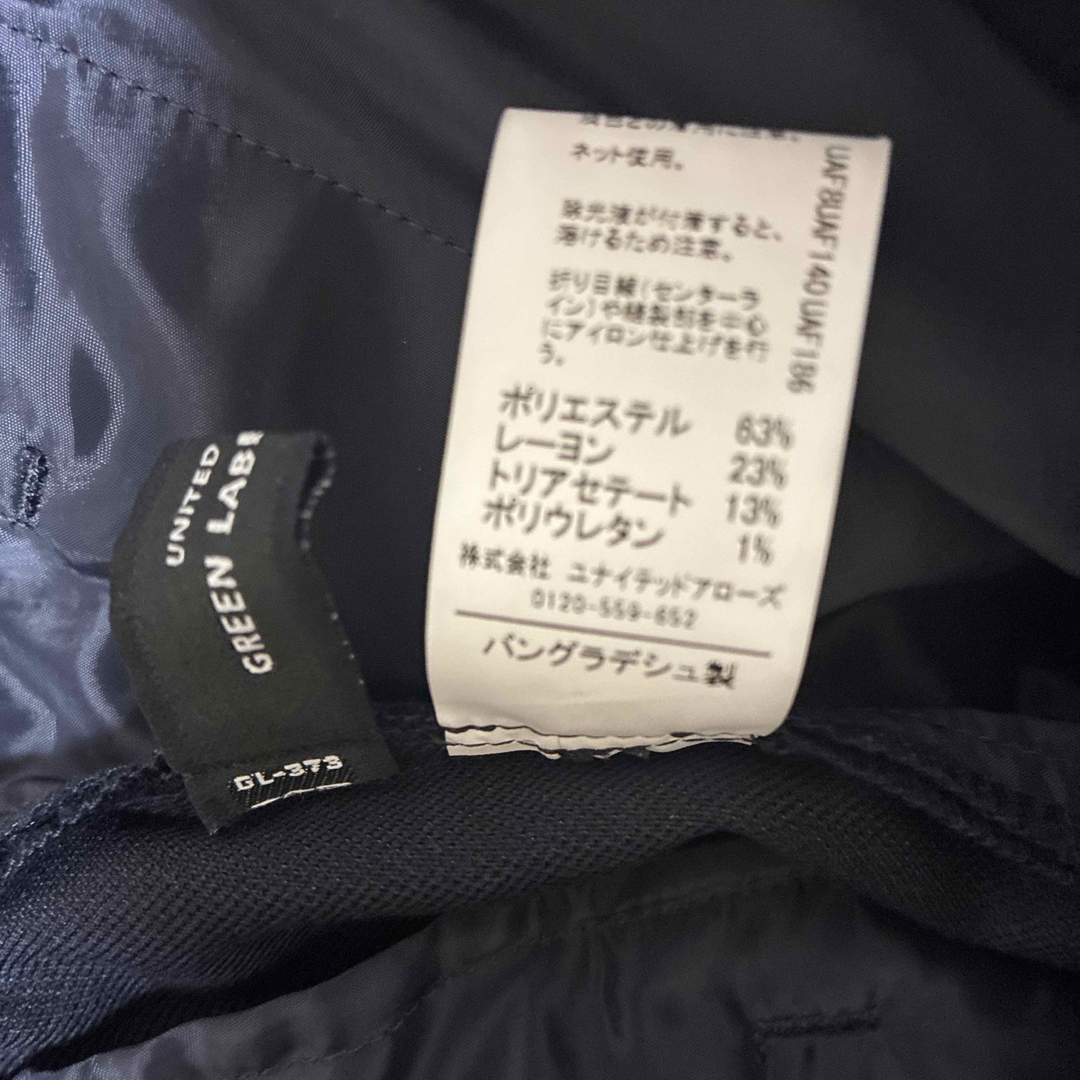 ネット使用。
除光液が付着すると、
溶けるため注意。
折り目線(センターラ
イン)や縫製部を中心
にアイロン仕上げを行
う。
ポリエステル 63%
レーヨン 23%
トリアセテート 13%
ポリウレタン 1%
株式会社 ユナイテッドアローズ
0120-559-652
バングラデシュ製
UAF8UAF140UAF186
UNITED
GREEN LABE
GL-373